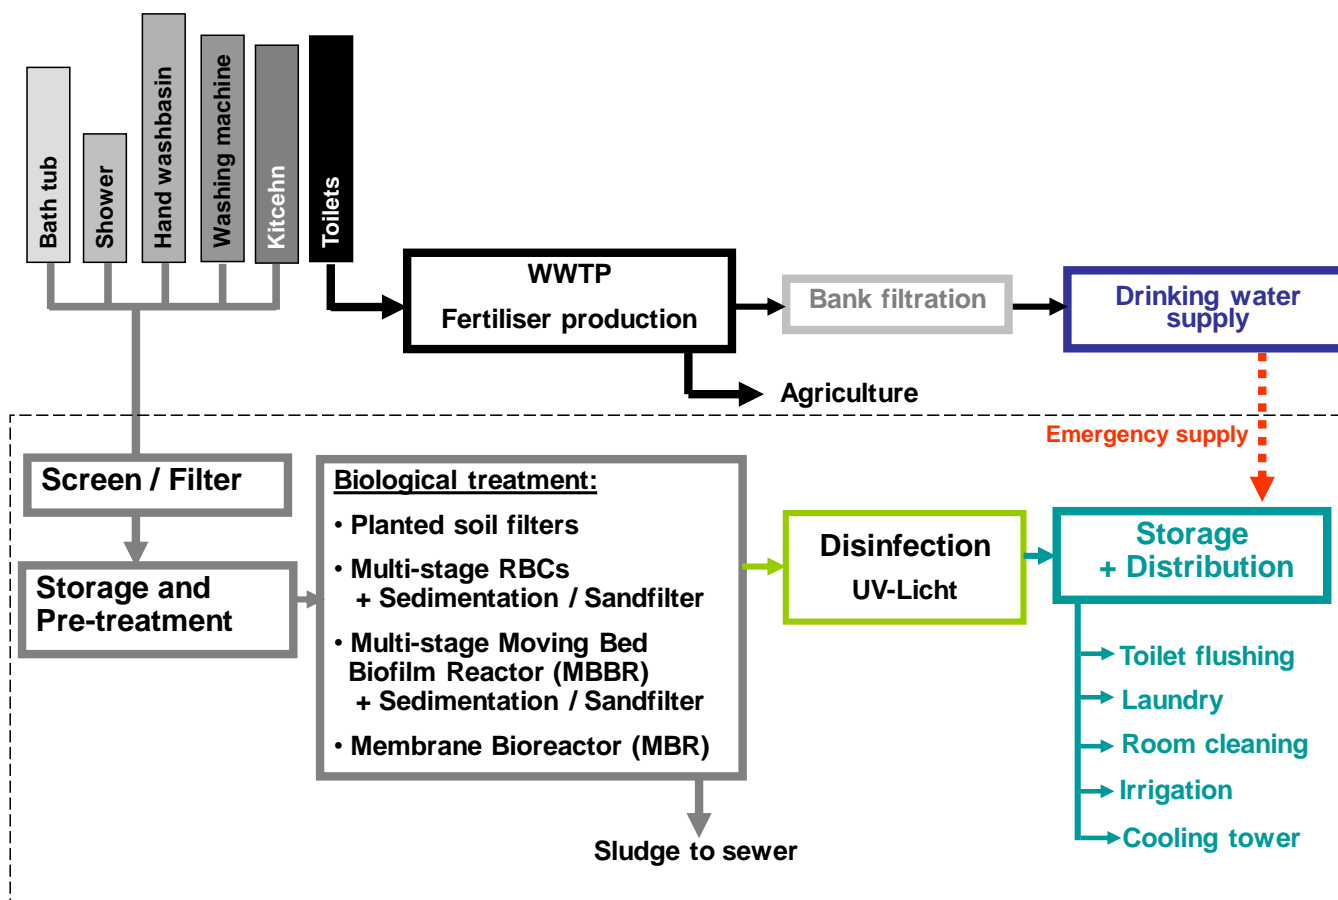 Bath tub
Shower
Hand washbasin
Washing machine
Kitcehn
Toilets
WWTP
Fertiliser production
Bank filtration
Drinking water
supply
Agriculture
Emergency supply
Screen / Filter
Storage and
Pre-treatment
Biological treatment:
• Planted soil filters
• Multi-stage RBCs
+ Sedimentation / Sandfilter
• Multi-stage Moving Bed
Biofilm Reactor (MBBR)
+ Sedimentation / Sandfilter
• Membrane Bioreactor (MBR)
Sludge to sewer
Disinfection
UV-Licht
Storage
+ Distribution
Toilet flushing
Laundry
Room cleaning
Irrigation
Cooling tower